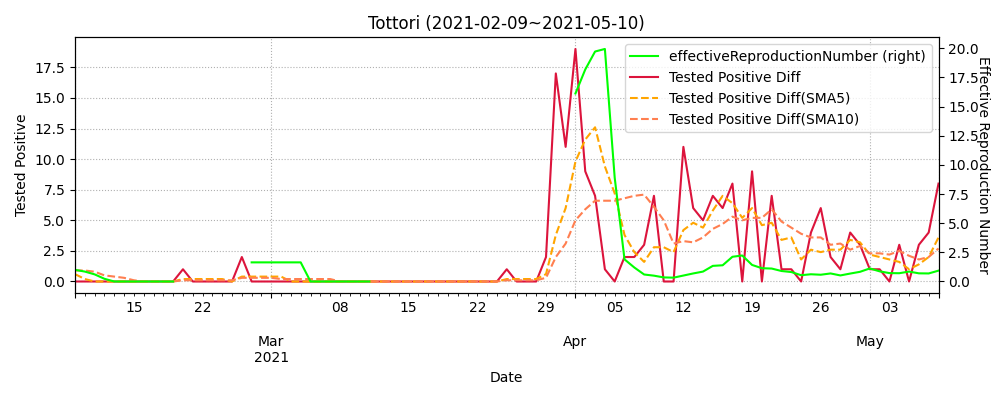 Tottori (2021-02-09~2021-05-10)
effectiveReproductionNumber (right)
Tested Positive Diff
Tested Positive Diff(SMA5)
Tested Positive Diff(SMA10)
Tested Positive
17.5
15.0
12.5
10.0
7.5
5.0
2.5
0.0
20.0
17.5
15.0
12.5
10.0
7.5
5.0
2.5
0.0
Effective Reproduction Number
15 22 08 15 22 29 05 12 19 26 03
Mar Apr May
2021
Date